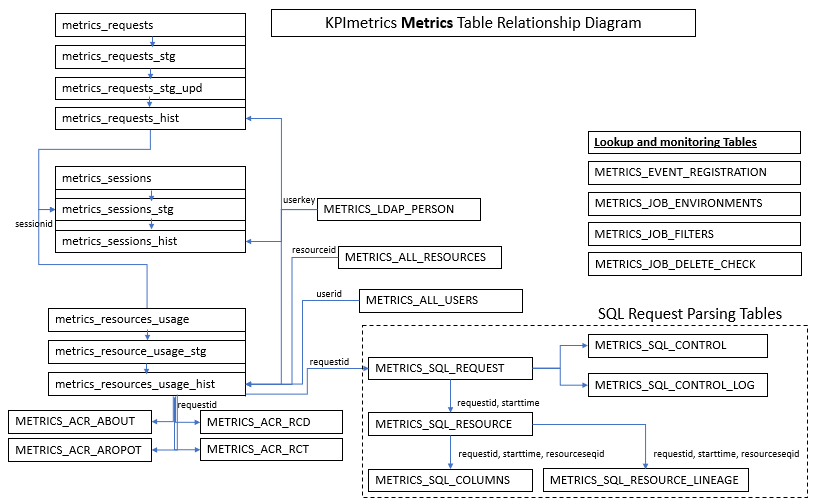 KPImetrics Metrics Table Relationship Diagram
metrics_requests
metrics_requests_stg
metrics_requests_stg_upd
metrics_requests_hist
metrics_sessions
metrics_sessions_stg
metrics_sessions_hist
sessionid
metrics_resources_usage
metrics_resource_usage_stg
metrics_resources_usage_hist
requestid
METRICS_ACR_ABOUT
METRICS_ACR_RCD
METRICS_ACR_AROPOT
METRICS_ACR_RCT
userkey
METRICS_LDAP_PERSON
resourceid
METRICS_ALL_RESOURCES
userid
METRICS_ALL_USERS
Lookup and monitoring Tables
METRICS_EVENT_REGISTRATION
METRICS_JOB_ENVIRONMENTS
METRICS_JOB_FILTERS
METRICS_JOB_DELETE_CHECK
SQL Request Parsing Tables
requestid
METRICS_SQL_REQUEST
METRICS_SQL_CONTROL
METRICS_SQL_CONTROL_LOG
requestid, starttime
METRICS_SQL_RESOURCE
requestid, starttime, resourceseqid
requestid, starttime, resourceseqid
METRICS_SQL_COLUMNS
METRICS_SQL_RESOURCE_LINEAGE